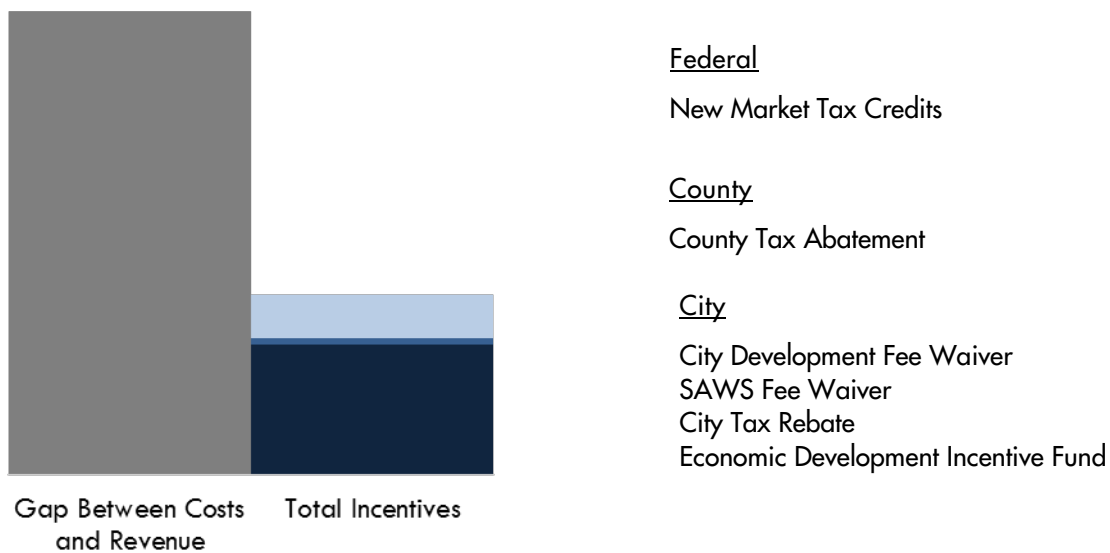 Federal
New Market Tax Credits
County
County Tax Abatement
City
City Development Fee Waiver
SAWS Fee Waiver
City Tax Rebate
Economic Development Incentive Fund
Gap Between Costs
and Revenue
Total Incentives